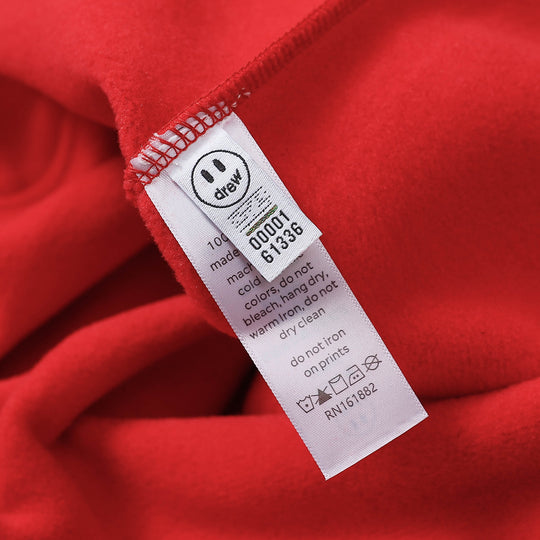 drew
00001
61336
100
made
mach
cold
colors, do not
bleach, hang dry,
warm Iron, do not
dry clean
do not iron
on prints
RN161882